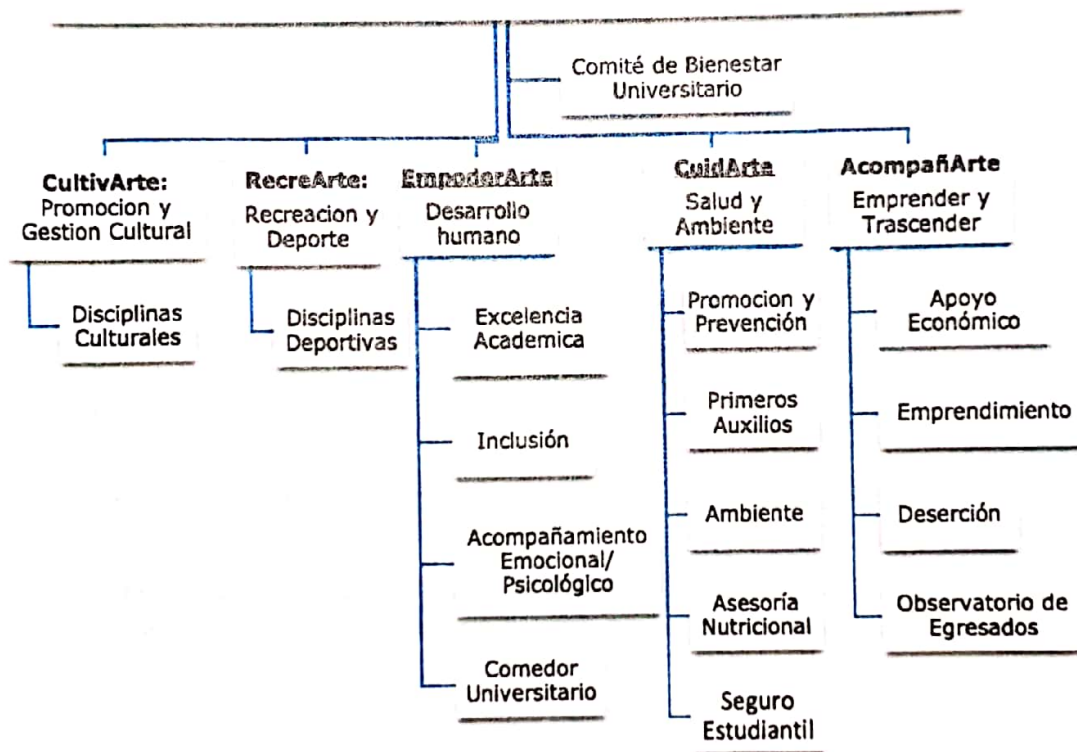 Comité de Bienestar
Universitario
CultivArte:
Promocion y
Gestion Cultural
Disciplinas
Culturales
RecreArte:
Recreacion y
Deporte
Disciplinas
Deportivas
EmpoderArte
Desarrollo
humano
Excelencia
Academica
Inclusión
Acompañamiento
Emocional/
Psicológico
Comedor
Universitario
CuidArte
Salud y
Ambiente
Promocion y
Prevención
Primeros
Auxilios
Ambiente
Asesoría
Nutricional
Seguro
Estudiantil
AcompañArte
Emprender y
Trascender
Apoyo
Económico
Emprendimiento
Deserción
Observatorio de
Egresados